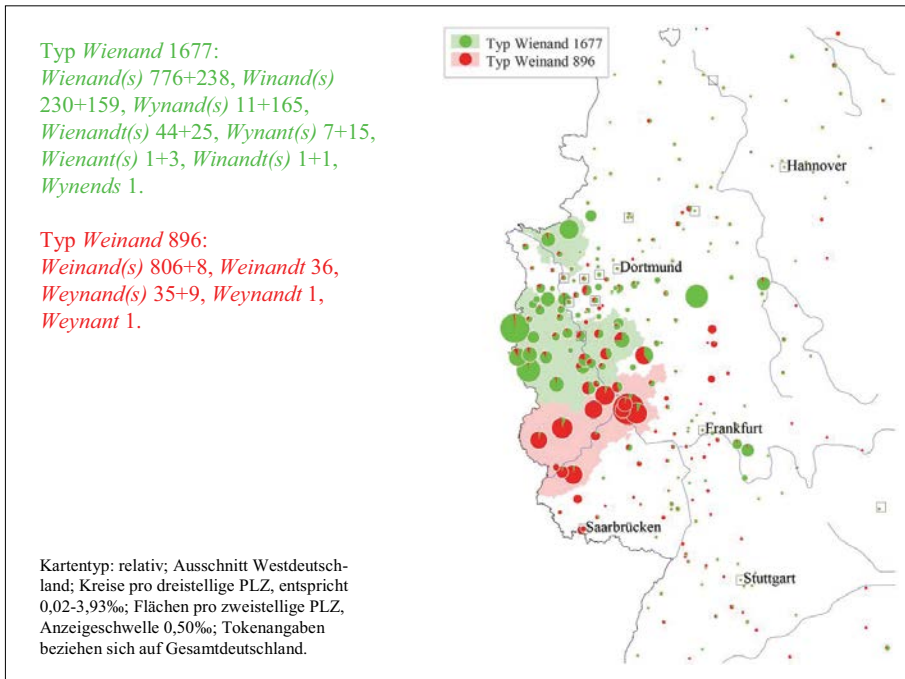 Typ Wienand 1677:
Wienand(s) 776+238, Winand(s)
230+159, Wynand(s) 11+165,
Wienandt(s) 44+25, Wynant(s) 7+15,
Wienant(s) 1+3, Winandt(s) 1+1,
Wynends 1.
Typ Weinand 896:
Weinand(s) 806+8, Weinandt 36,
Weynand(s) 35+9, Weynandt 1,
Weynant 1.
Kartentyp: relativ; Ausschnitt Westdeutsch-
land; Kreise pro dreistellige PLZ, entspricht
0,02-3,93‰; Flächen pro zweistellige PLZ,
Anzeigeschwelle 0,50‰; Tokenangaben
beziehen sich auf Gesamtdeutschland.
Typ Wienand 1677
Typ Weinand 896
Hannover
Dortmund
Frankfurt
Saarbrücken
Stuttgart